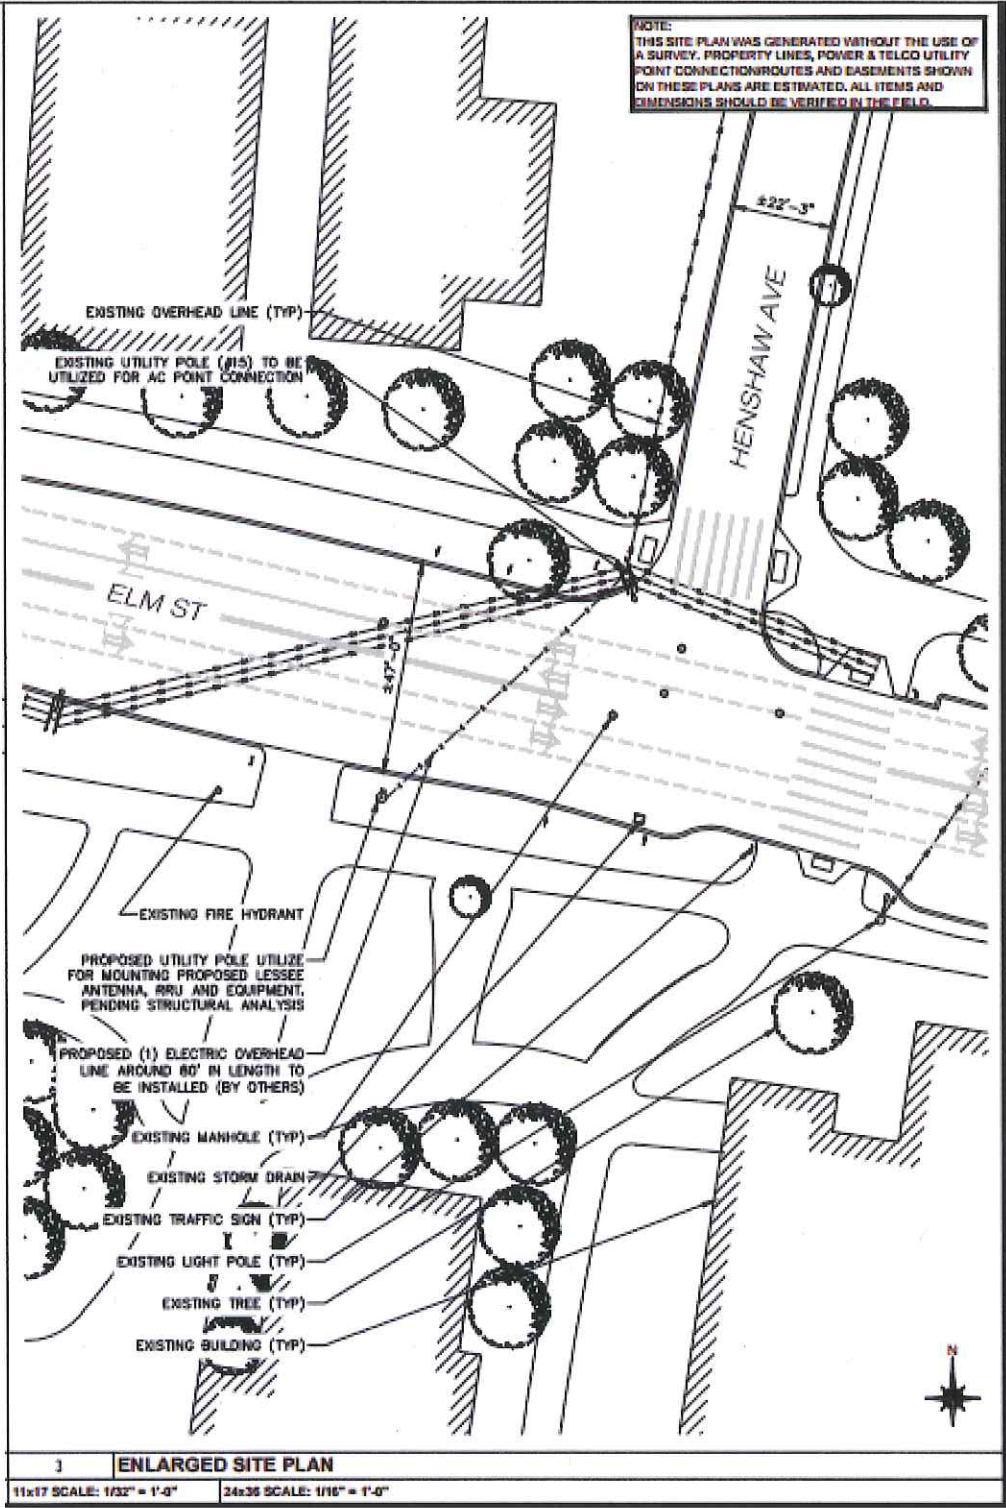 NOTE:
THIS SITE PLAN WAS GENERATED WITHOUT THE USE OF
A SURVEY. PROPERTY LINES, POWER & TELCO UTILITY
POINT CONNECTION/ROUTES AND EASEMENTS SHOWN
ON THESE PLANS ARE ESTIMATED. ALL ITEMS AND
DIMENSIONS SHOULD BE VERIFIED IN THE FIELD.
±22'-3"
HENSHAW AVE
EXISTING OVERHEAD LINE (TYP)
EXISTING UTILITY POLE (#15) TO BE
UTILIZED FOR AC POINT CONNECTION
ELM ST
±47'-0"
EXISTING FIRE HYDRANT
PROPOSED UTILITY POLE UTILIZE
FOR MOUNTING PROPOSED LESSEE
ANTENNA, RRU AND EQUIPMENT.
PENDING STRUCTURAL ANALYSIS
PROPOSED (1) ELECTRIC OVERHEAD
LINE AROUND 80' IN LENGTH TO
BE INSTALLED (BY OTHERS)
EXISTING MANHOLE (TYP)
EXISTING STORM DRAIN
EXISTING TRAFFIC SIGN (TYP)
EXISTING LIGHT POLE (TYP)
EXISTING TREE (TYP)
EXISTING BUILDING (TYP)
N
3 ENLARGED SITE PLAN
11x17 SCALE: 1/32" = 1'-0" 24x36 SCALE: 1/16" = 1'-0"